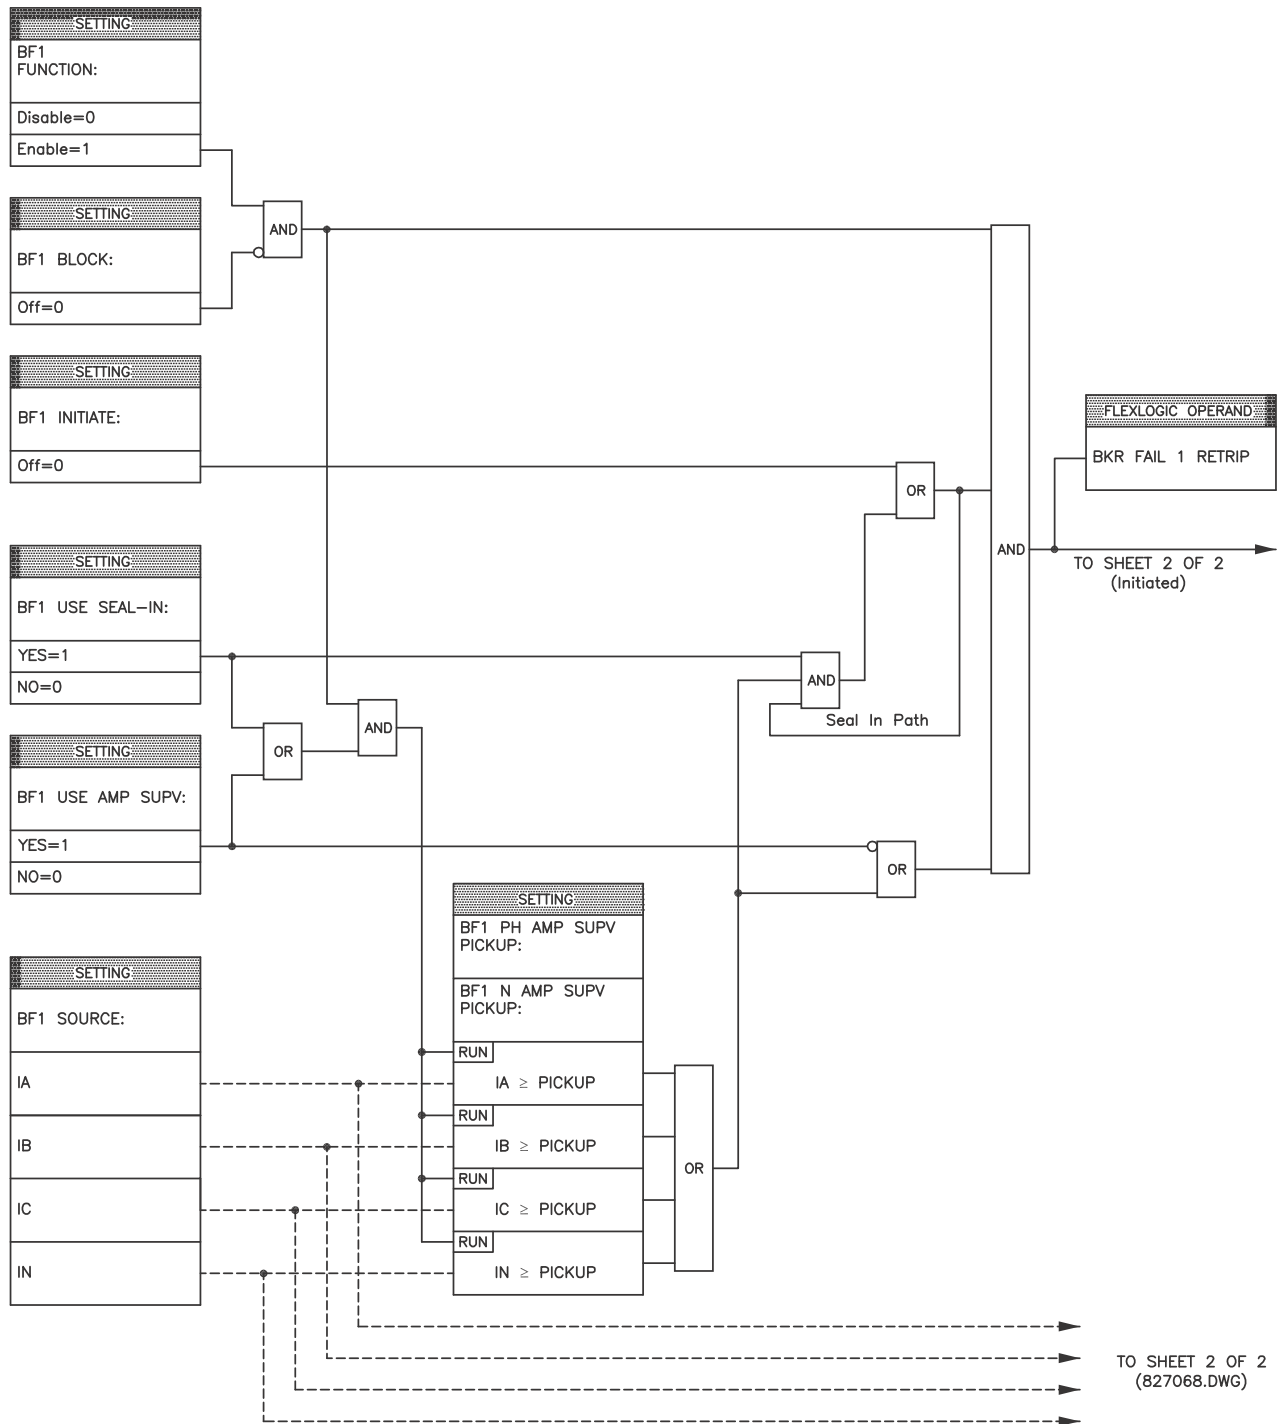 SETTING
BF1
FUNCTION:
Disable=0
Enable=1
SETTING
BF1 BLOCK:
Off=0
AND
SETTING
BF1 INITIATE:
Off=0
OR
FLEXLOGIC OPERAND
BKR FAIL 1 RETRIP
AND
TO SHEET 2 OF 2
(Initiated)
SETTING
BF1 USE SEAL-IN:
YES=1
NO=0
AND
Seal In Path
AND
OR
SETTING
BF1 USE AMP SUPV:
YES=1
NO=0
OR
SETTING
BF1 PH AMP SUPV
PICKUP:
BF1 N AMP SUPV
PICKUP:
RUN
IA ≥ PICKUP
RUN
IB ≥ PICKUP
RUN
IC ≥ PICKUP
RUN
IN ≥ PICKUP
OR
SETTING
BF1 SOURCE:
IA
IB
IC
IN
TO SHEET 2 OF 2
(827068.DWG)